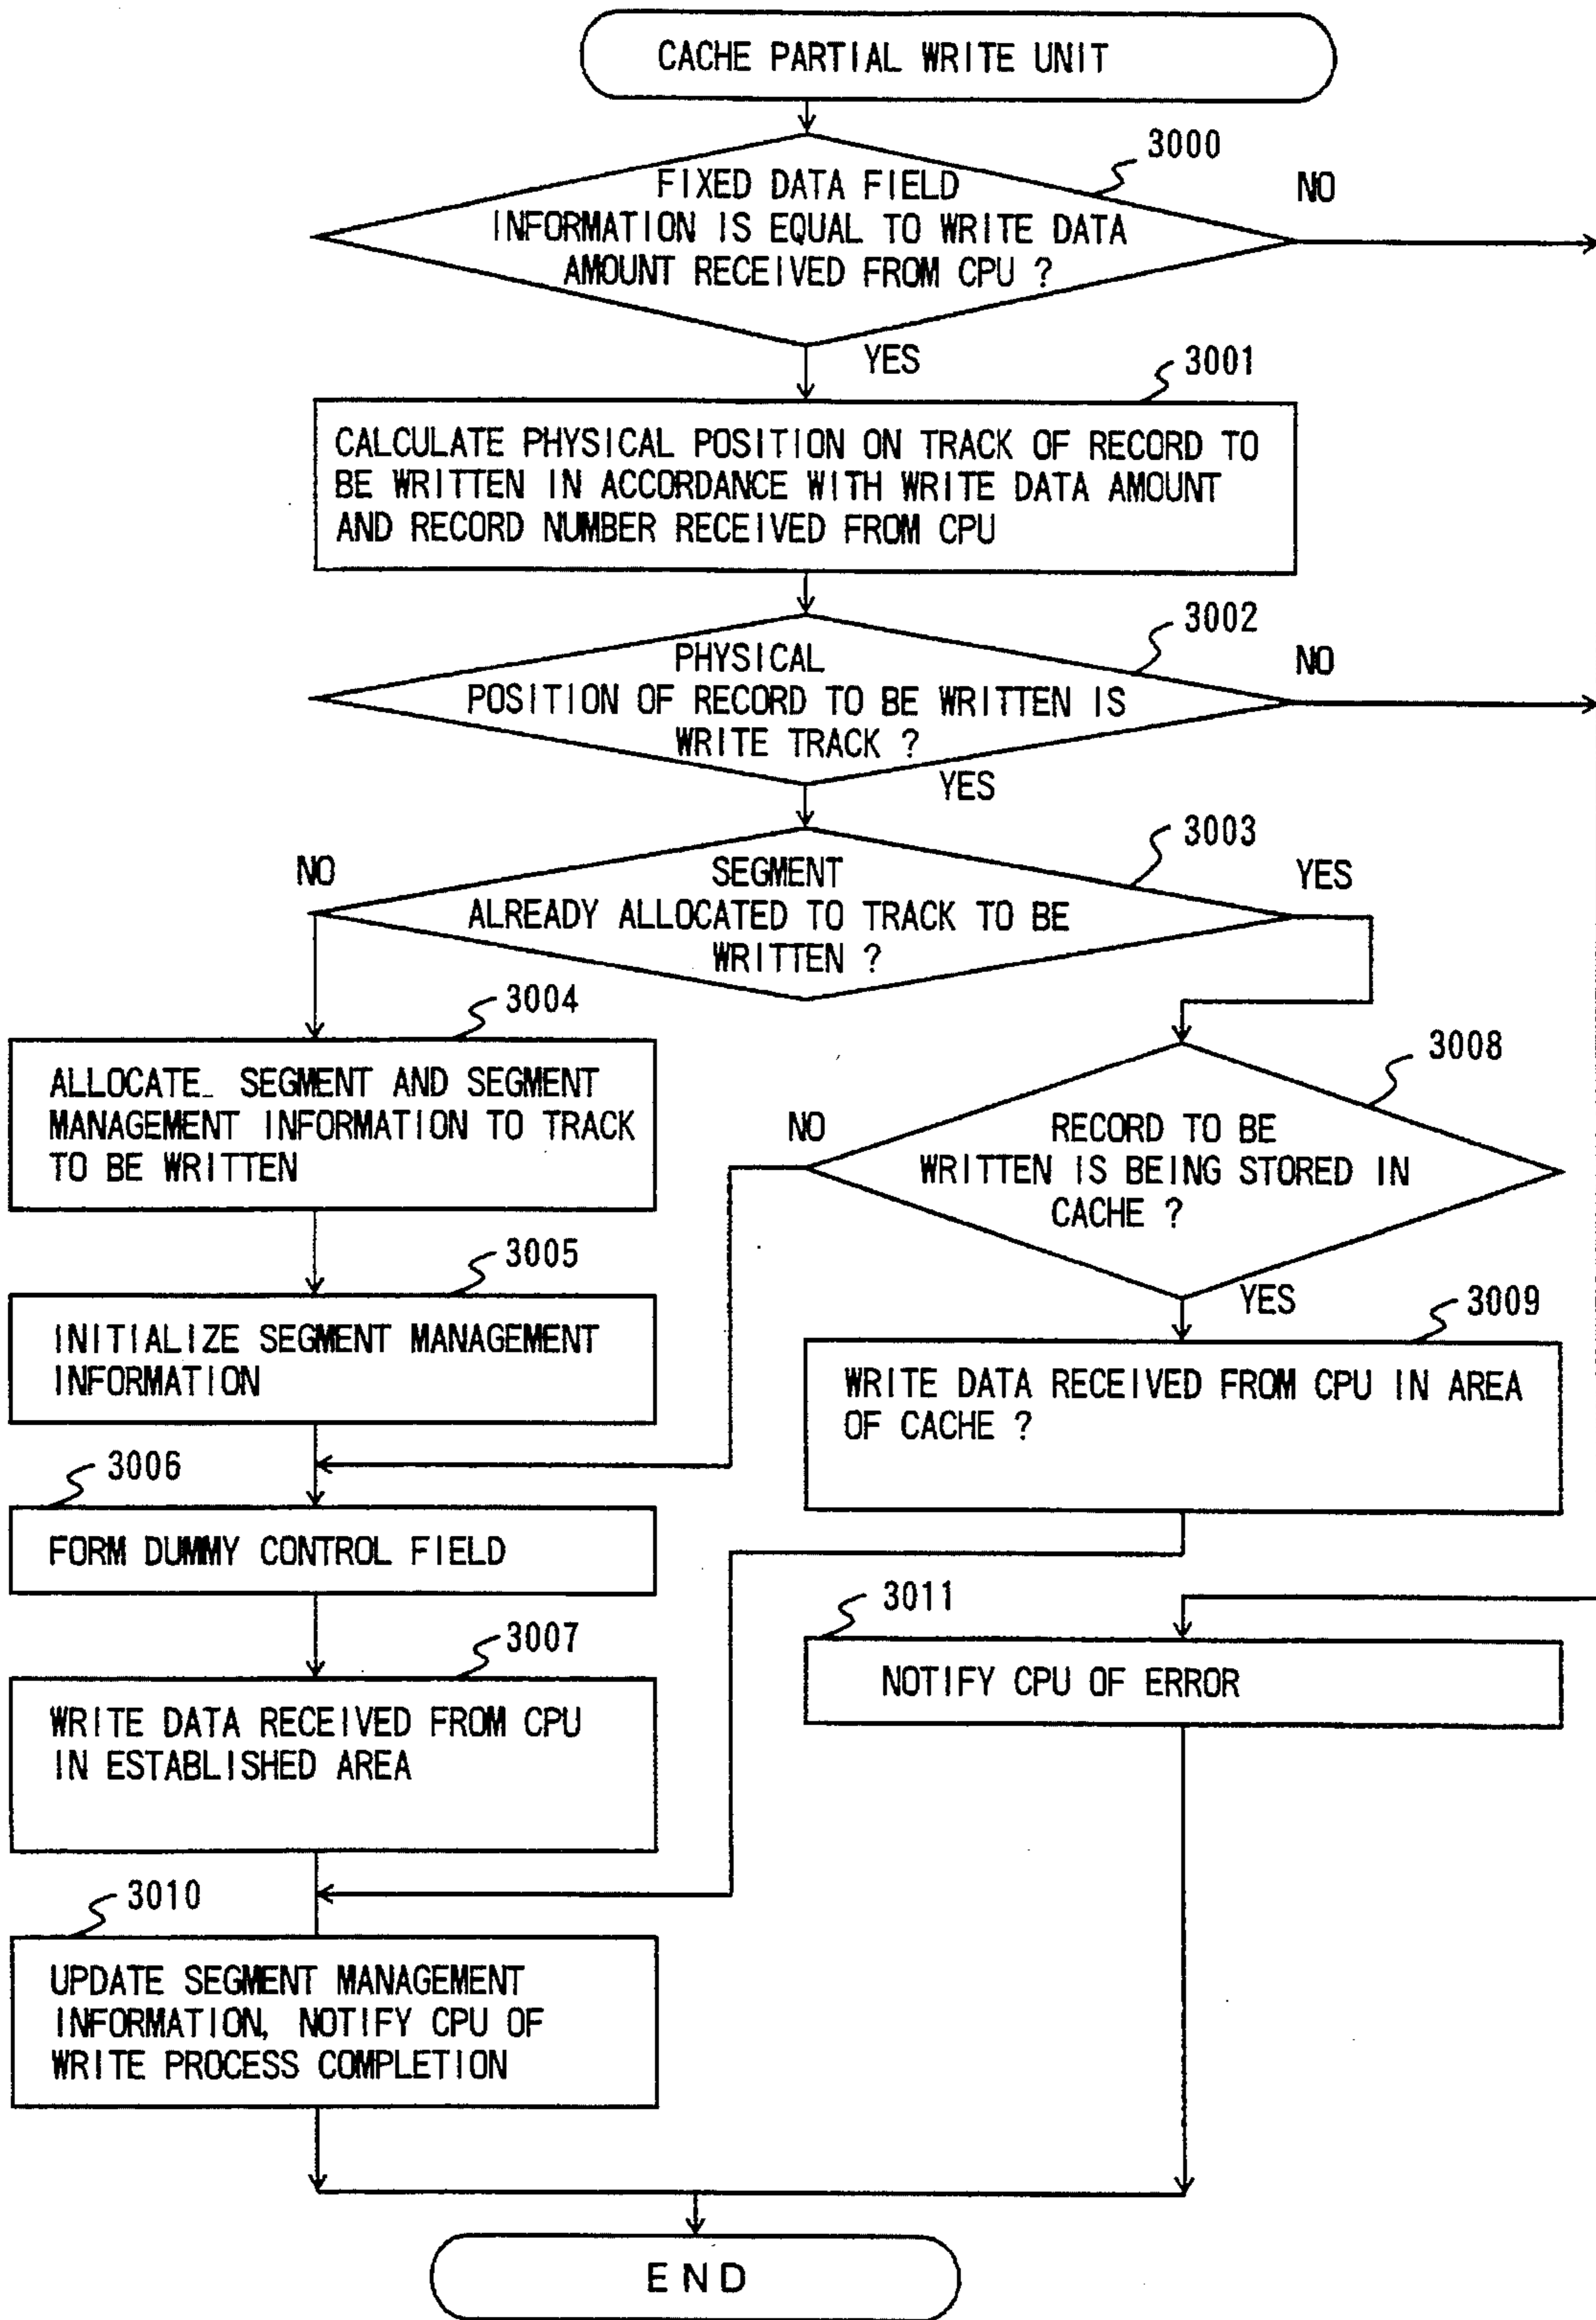 CACHE PARTIAL WRITE UNIT
3000
NO
FIXED DATA FIELD
INFORMATION IS EQUAL TO WRITE DATA
AMOUNT RECEIVED FROM CPU ?
YES
3001
CALCULATE PHYSICAL POSITION ON TRACK OF RECORD TO
BE WRITTEN IN ACCORDANCE WITH WRITE DATA AMOUNT
AND RECORD NUMBER RECEIVED FROM CPU
3002
NO
PHYSICAL
POSITION OF RECORD TO BE WRITTEN IS
WRITE TRACK ?
YES
3003
NO
YES
SEGMENT
ALREADY ALLOCATED TO TRACK TO BE
WRITTEN ?
3004
ALLOCATE SEGMENT AND SEGMENT
MANAGEMENT INFORMATION TO TRACK
TO BE WRITTEN
3008
NO
RECORD TO BE
WRITTEN IS BEING STORED IN
CACHE ?
YES
3005
INITIALIZE SEGMENT MANAGEMENT
INFORMATION
3009
WRITE DATA RECEIVED FROM CPU IN AREA
OF CACHE ?
3006
FORM DUMMY CONTROL FIELD
3011
NOTIFY CPU OF ERROR
3007
WRITE DATA RECEIVED FROM CPU
IN ESTABLISHED AREA
3010
UPDATE SEGMENT MANAGEMENT
INFORMATION, NOTIFY CPU OF
WRITE PROCESS COMPLETION
END